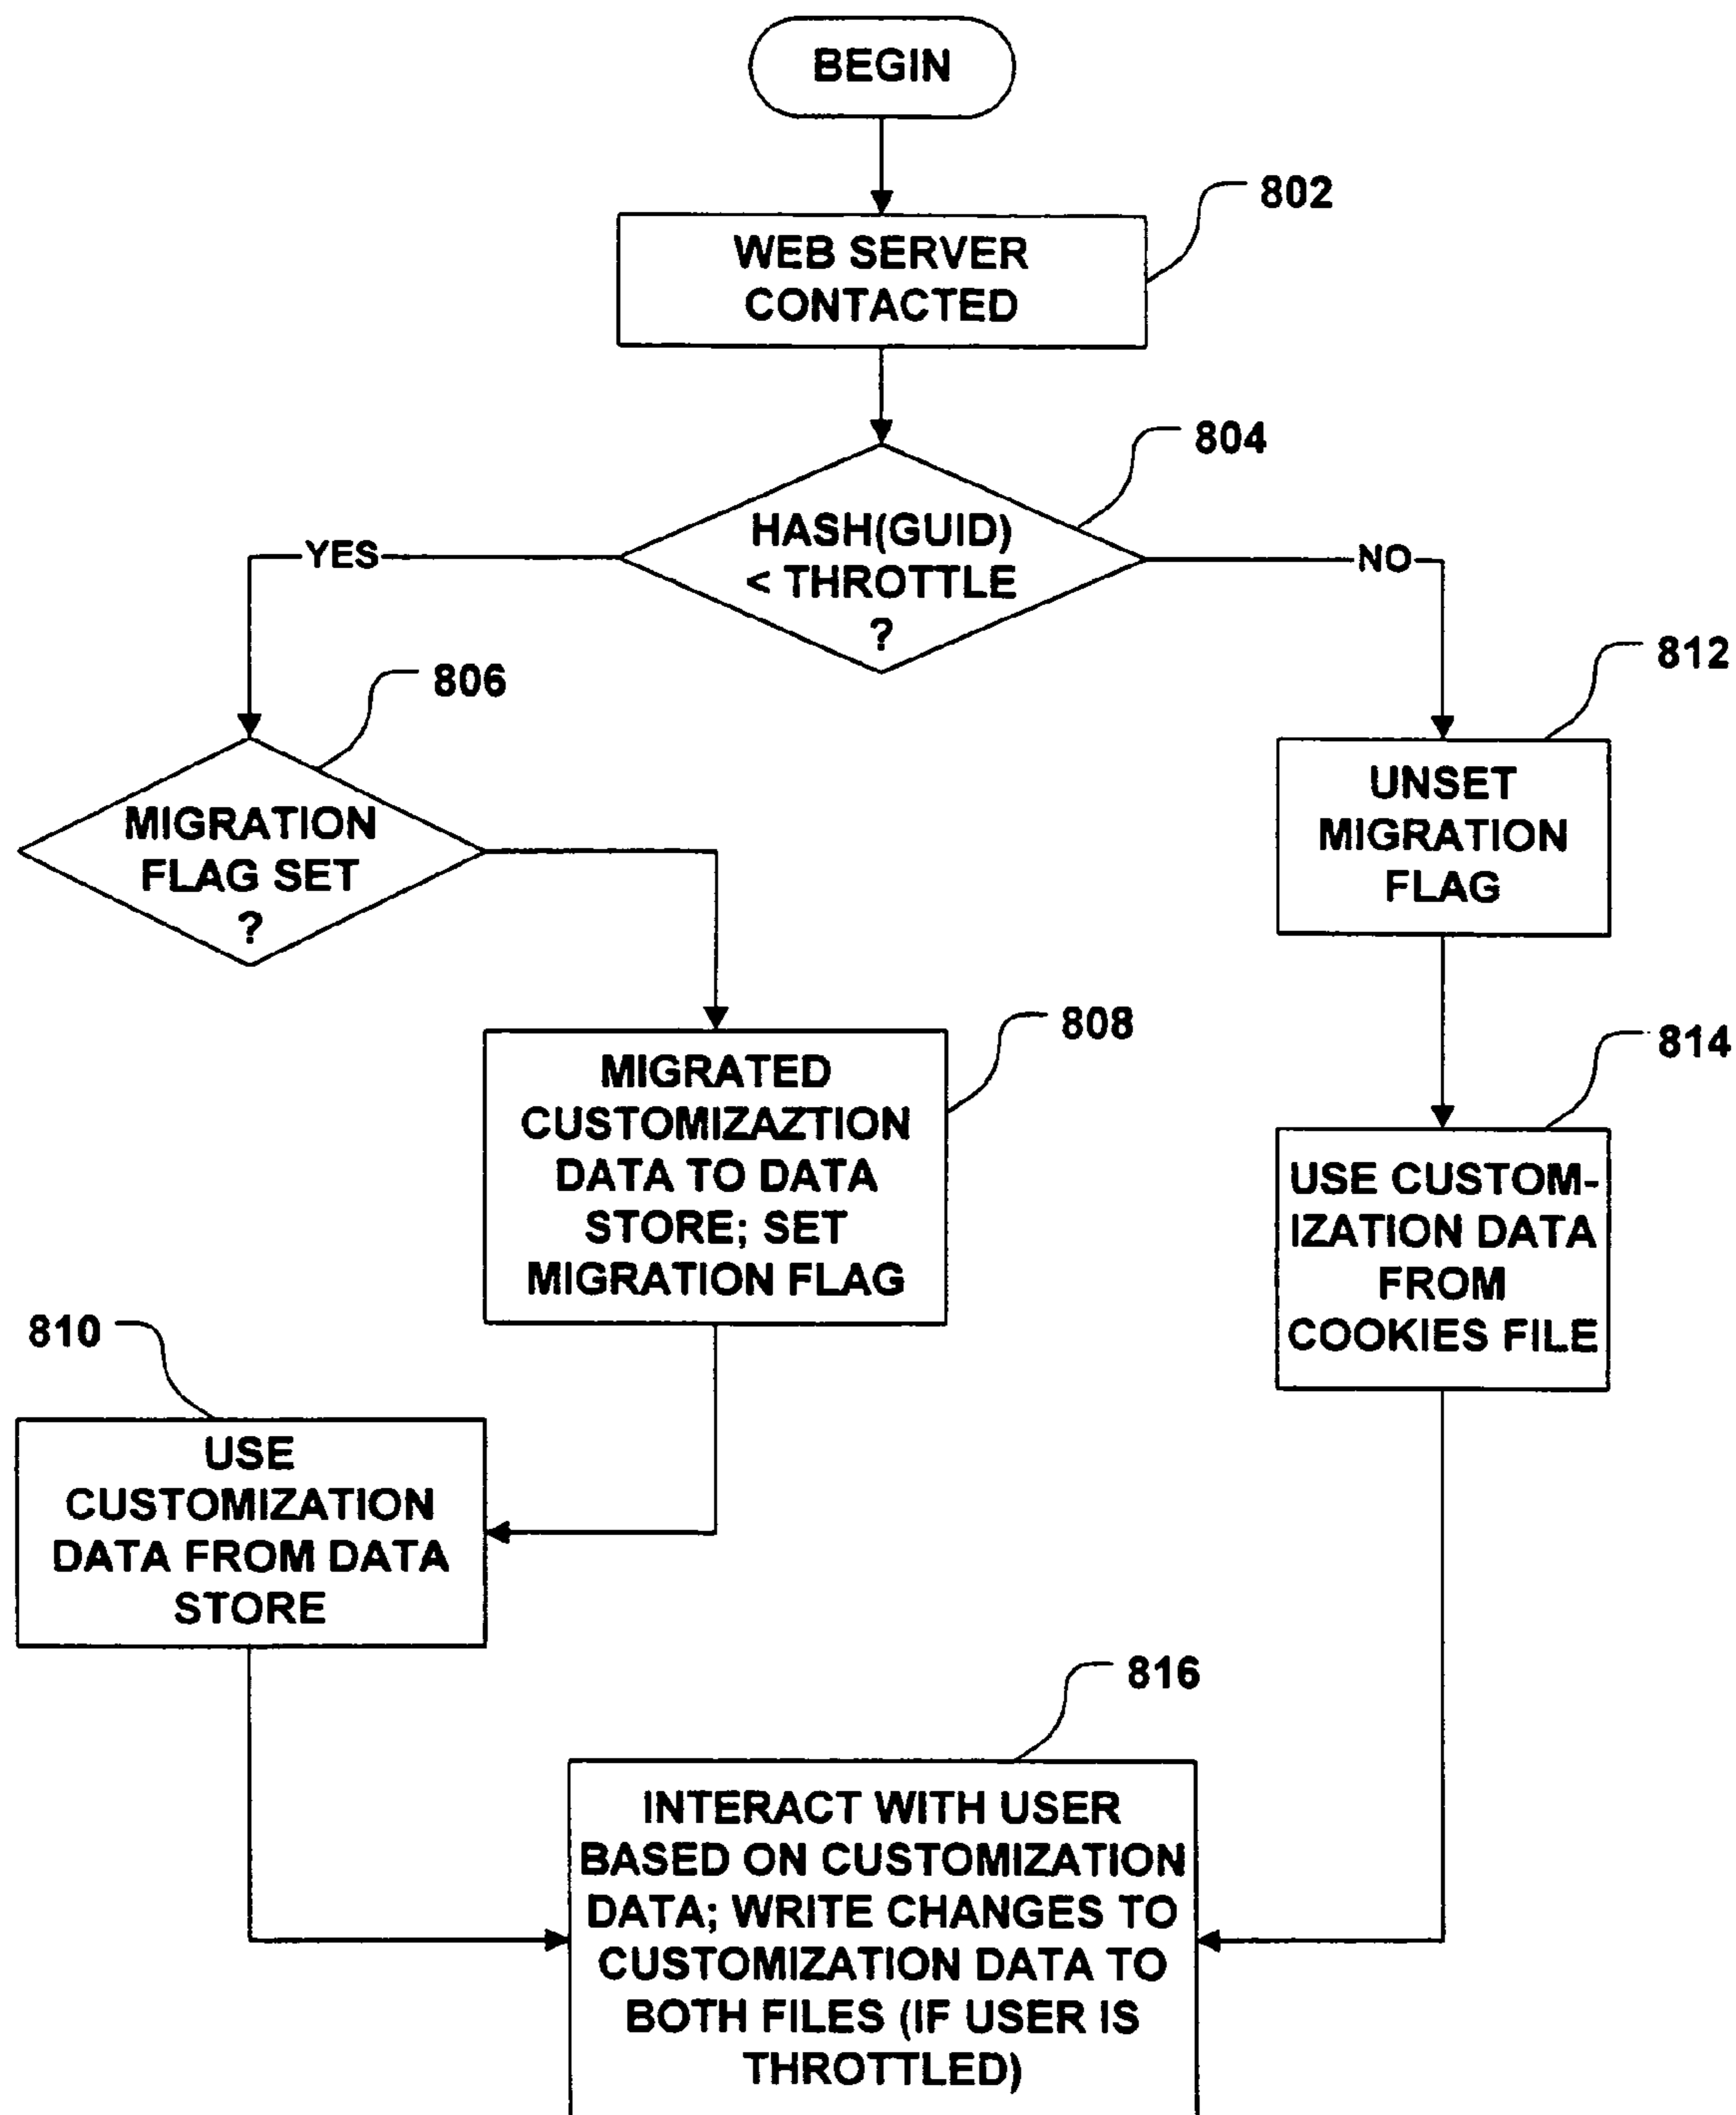 BEGIN
802
WEB SERVER
CONTACTED
804
HASH(GUID)
< THROTTLE
?
YES
NO
806
812
MIGRATION
FLAG SET
?
UNSET
MIGRATION
FLAG
808
814
MIGRATED
CUSTOMIZAZTION
DATA TO DATA
STORE; SET
MIGRATION FLAG
USE CUSTOM-
IZATION DATA
FROM
COOKIES FILE
810
USE
CUSTOMIZATION
DATA FROM DATA
STORE
816
INTERACT WITH USER
BASED ON CUSTOMIZATION
DATA; WRITE CHANGES TO
CUSTOMIZATION DATA TO
BOTH FILES (IF USER IS
THROTTLED)